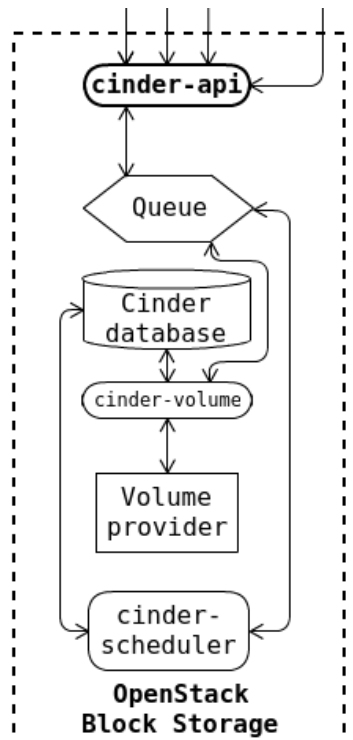 cinder-api
Queue
Cinder
database
cinder-volume
Volume
provider
cinder-
scheduler
OpenStack
Block Storage